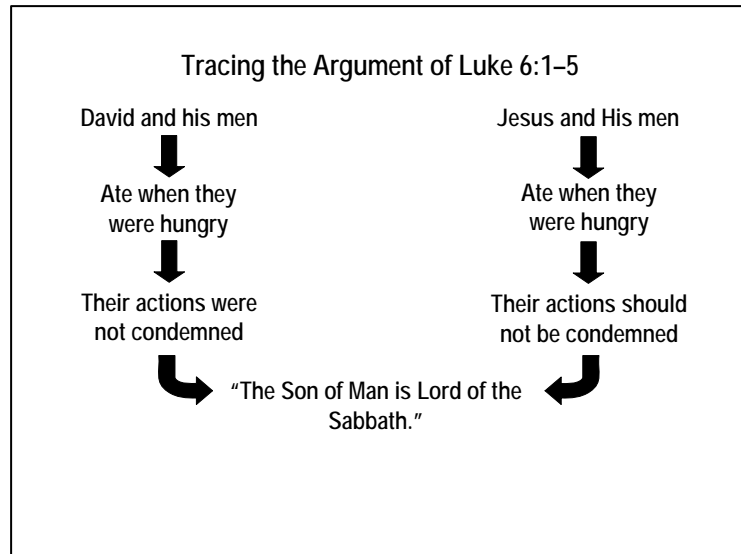 Tracing the Argument of Luke 6:1–5
David and his men
Ate when they
were hungry
Their actions were
not condemned
Jesus and His men
Ate when they
were hungry
Their actions should
not be condemned
“The Son of Man is Lord of the
Sabbath.”